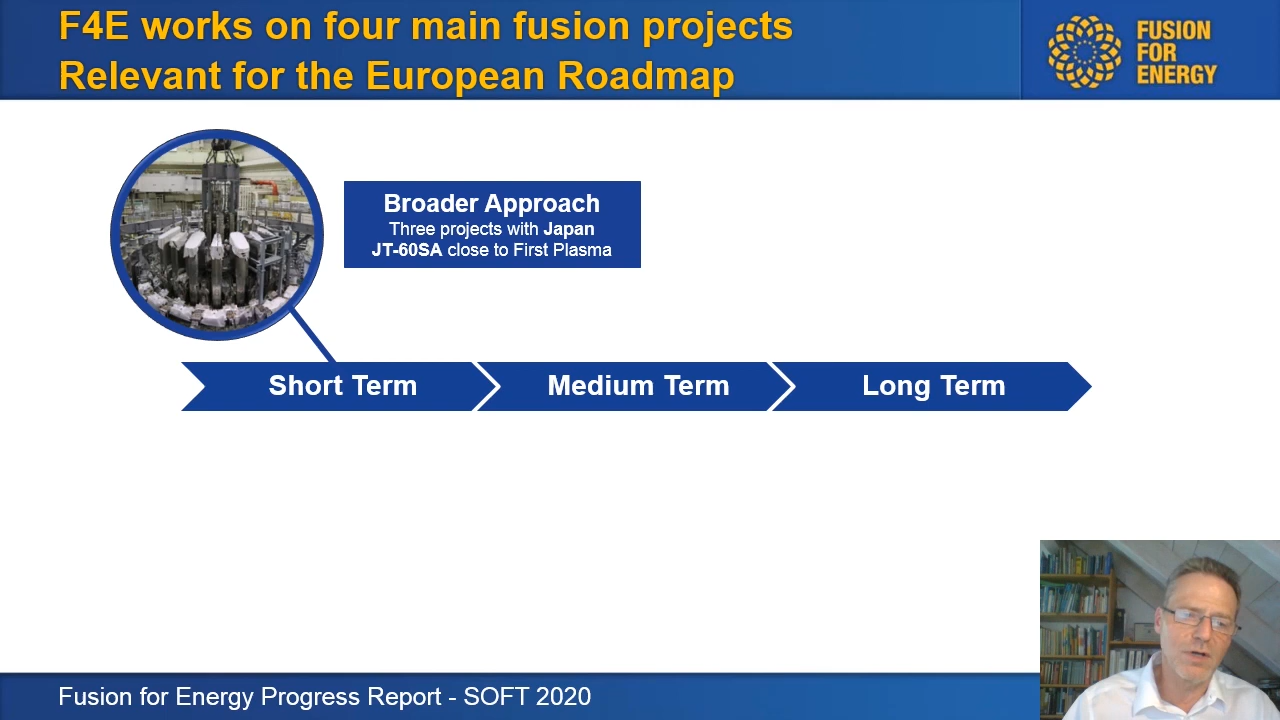 F4E works on four main fusion projects
Relevant for the European Roadmap
FUSION
FOR
ENERGY
Broader Approach
Three projects with Japan
JT-60SA close to First Plasma
Short Term
Medium Term
Long Term
Fusion for Energy Progress Report - SOFT 2020